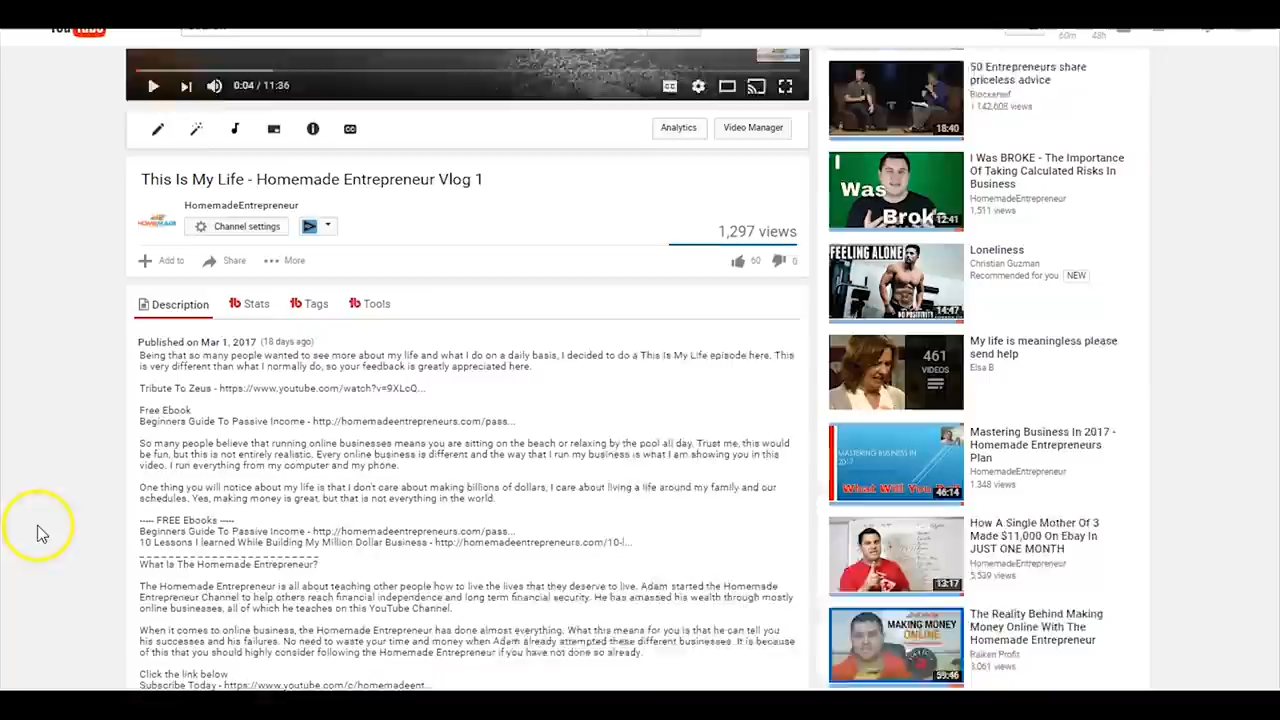 You Tube
60m 48h
0:04 / 11:36
CC
Analytics
Video Manager
CC
This Is My Life - Homemade Entrepreneur Vlog 1
HomemadeEntrepreneur
Channel settings
1,297 views
Add to
Share
More
60
0
Description
Stats
Tags
Tools
Published on Mar 1, 2017 (18 days ago)
Being that so many people wanted to see more about my life and what I do on a daily basis, I decided to do a This Is My Life episode here. This
is very different than what I normally do, so your feedback is greatly appreciated here.
Tribute To Zeus - https://www.youtube.com/watch?v=9XLcQ...
Free Ebook
Beginners Guide To Passive Income - http://homemadeentrepreneurs.com/pass...
So many people believe that running online businesses means you are sitting on the beach or relaxing by the pool all day. Trust me, this would
be fun, but this is not entirely realistic. Every online business is different and the way that I run my business is what I am showing you in this
video. I run everything from my computer and my phone.
One thing you will notice about my life is that I don't care about making billions of dollars, I care about living a life around my family and our
schedules. Yes, making money is great, but that is not everything in the world.
----- FREE Ebooks -----
Beginners Guide To Passive Income - http://homemadeentrepreneurs.com/pass...
10 Lessons I learned While Building My Million Dollar Business - http://homemadeentrepreneurs.com/10-l...
What Is The Homemade Entrepreneur?
The Homemade Entrepreneur is all about teaching other people how to live the lives that they deserve to live. Adam started the Homemade
Entrepreneur Channel to help others reach financial independence and long term financial security. He has amassed his wealth through mostly
online businesses, all of which he teaches on this YouTube Channel.
When it comes to online business, the Homemade Entrepreneur has done almost everything. What this means for you is that he can tell you
his successes and his failures. No need to waste your time and money when Adam already attempted these different businesses. It is because
of this that you should highly consider following the Homemade Entrepreneur if you have not done so already.
Click the link below
Subscribe Today - https://www.youtube.com/c/homemadeent...
18:40
50 Entrepreneurs share
priceless advice
1,142,608 views
I
Was
Brok
12:41
I Was BROKE - The Importance
Of Taking Calculated Risks In
Business
HomemadeEntrepreneur
1,511 views
FEELING ALONE
NO POSITIVITY
14:47
Loneliness
Christian Guzman
Recommended for you NEW
461
VIDEOS
My life is meaningless please
send help
Elsa B
MASTERING BUSINESS IN
2017
What Will You Do?
46:14
Mastering Business In 2017 -
Homemade Entrepreneurs
Plan
HomemadeEntrepreneur
1,348 views
13:17
How A Single Mother Of 3
Made $11,000 On Ebay In
JUST ONE MONTH
HomemadeEntrepreneur
5,539 views
MAKING MONEY
ONLINE
59:46
The Reality Behind Making
Money Online With The
Homemade Entrepreneur
Raiken Profit
3,061 views